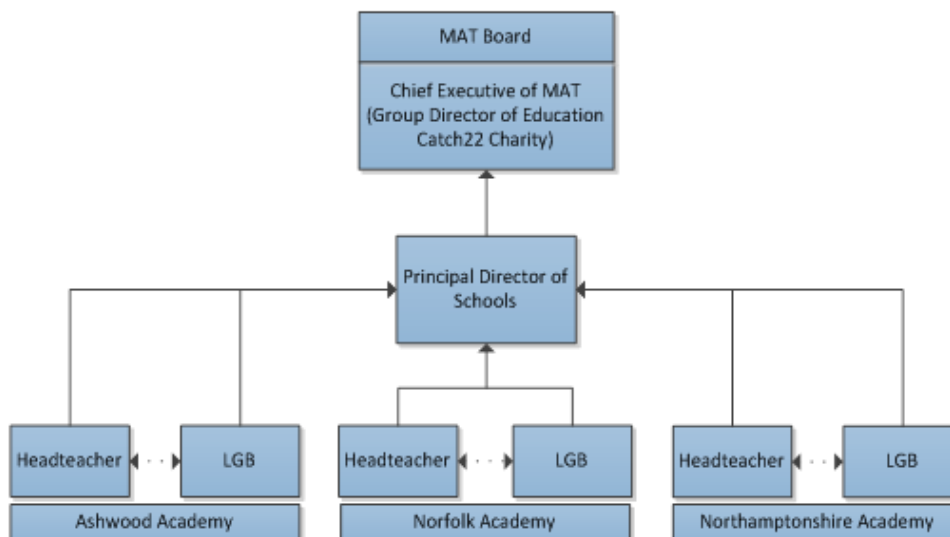 MAT Board
Chief Executive of MAT
(Group Director of Education
Catch22 Charity)
Principal Director of
Schools
Headteacher
LGB
Headteacher
LGB
Headteacher
LGB
Ashwood Academy
Norfolk Academy
Northamptonshire Academy